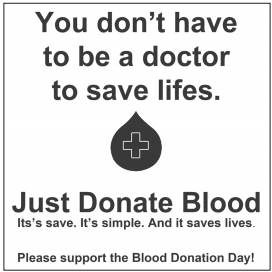 You don't have
to be a doctor
to save lifes.
Just Donate Blood
Its's save. It's simple. And it saves lives.
Please support the Blood Donation Day!